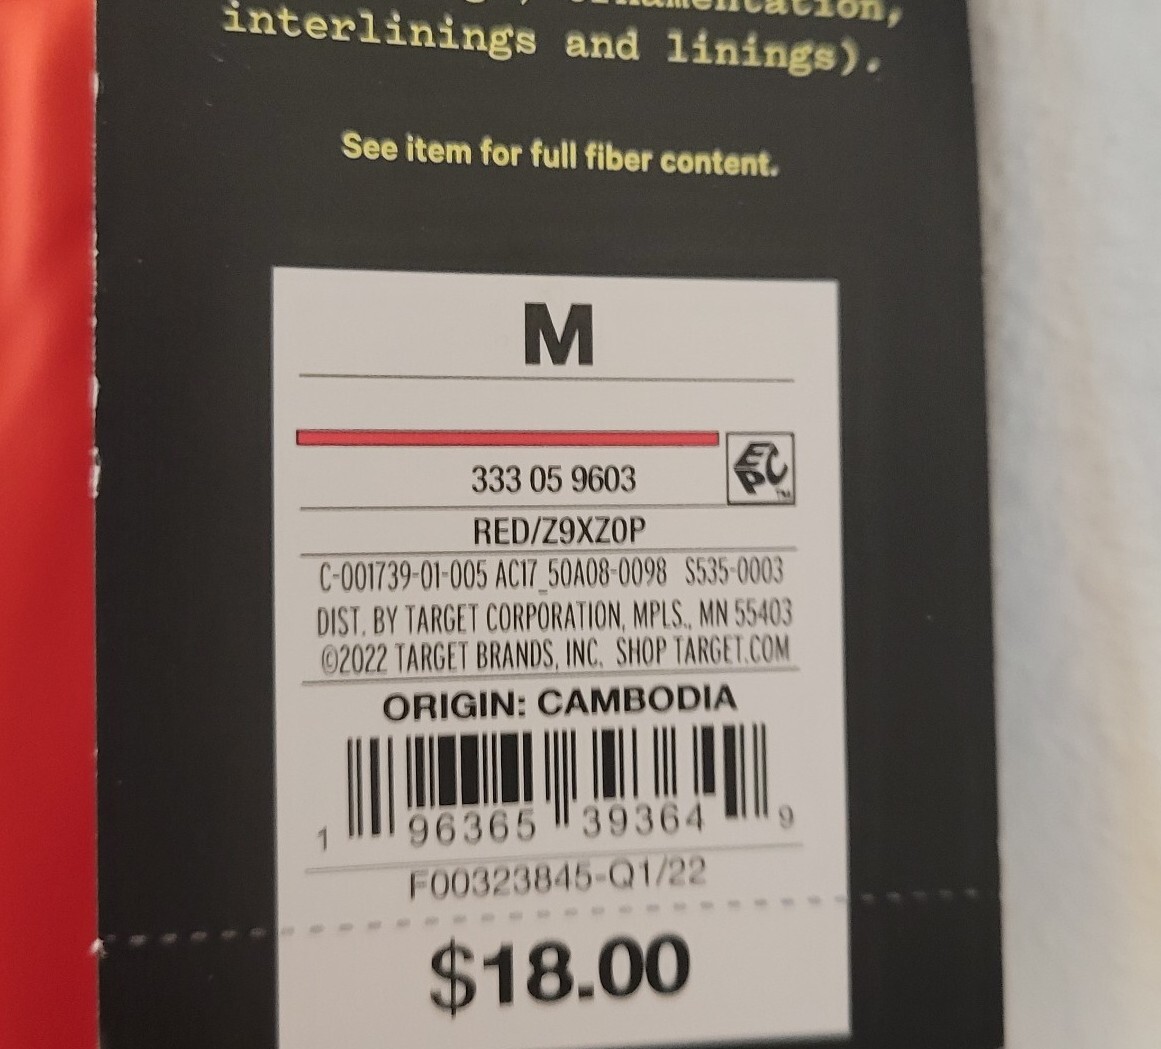 interlinings and linings).
See item for full fiber content.
M
333 05 9603
EPC
TM
RED/Z9XZ0P
C-001739-01-005 AC17_50A08-0098 S535-0003
DIST. BY TARGET CORPORATION, MPLS., MN 55403
©2022 TARGET BRANDS, INC. SHOP TARGET.COM
ORIGIN: CAMBODIA
1 96365 39364 9
F00323845-Q1/22
$18.00